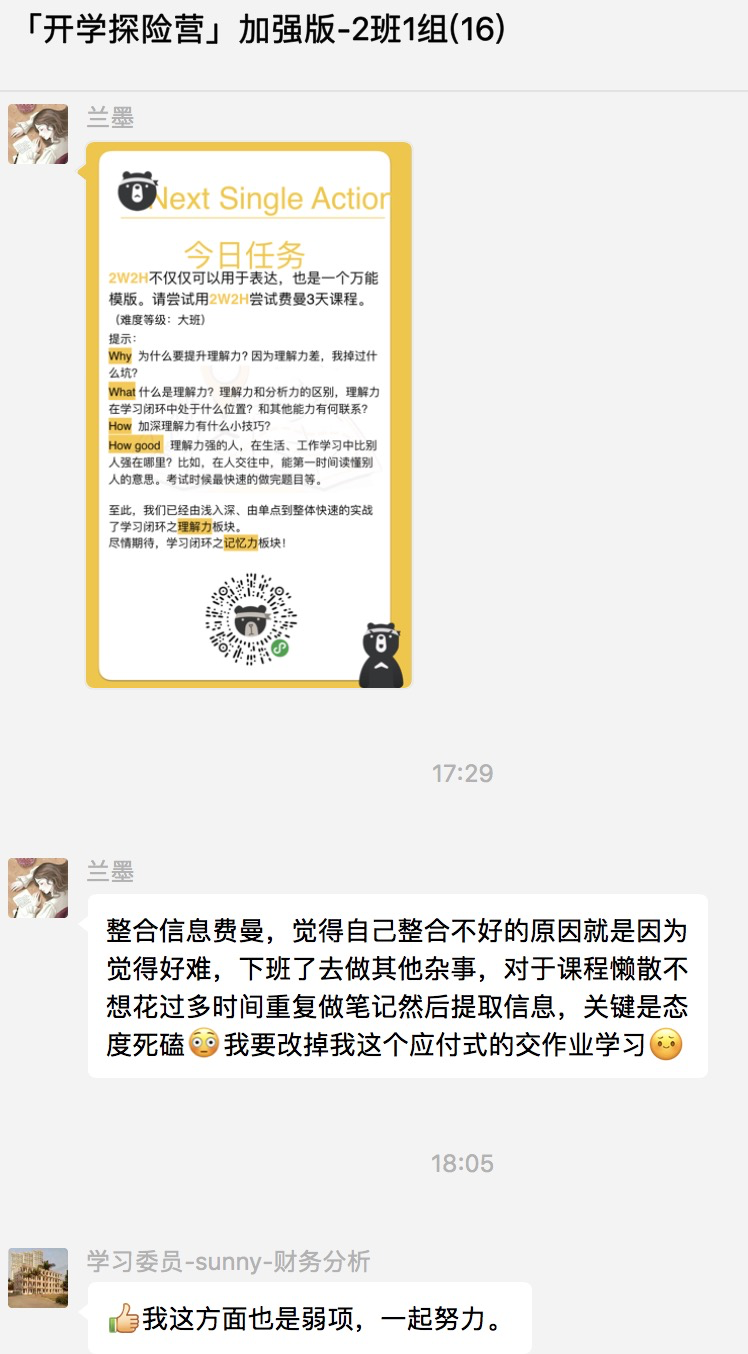 「开学探险营」加强版-2班1组(16)
兰墨
Next Single Action
今日任务
2W2H不仅仅可以用于表达，也是一个万能
模版。请尝试用2W2H尝试费曼3天课程。
（难度等级：大班）
提示：
Why 为什么要提升理解力？因为理解力差，我掉过什
么坑？
What 什么是理解力？理解力和分析力的区别，理解力
在学习闭环中处于什么位置？和其他能力有何联系？
How 加深理解力有什么小技巧？
How good 理解力强的人，在生活、工作学习中比别
人强在哪里？比如，在人交往中，能第一时间读懂别
人的意思。考试时候最快速的做完题目等。
至此，我们已经由浅入深、由单点到整体快速的实战
了学习闭环之理解力板块。
尽情期待，学习闭环之记忆力板块！
17:29
兰墨
整合信息费曼，觉得自己整合不好的原因就是因为
觉得好难，下班了去做其他杂事，对于课程懒散不
想花过多时间重复做笔记然后提取信息，关键是态
度死磕😳我要改掉我这个应付式的交作业学习
18:05
学习委员-sunny-财务分析
👍我这方面也是弱项，一起努力。